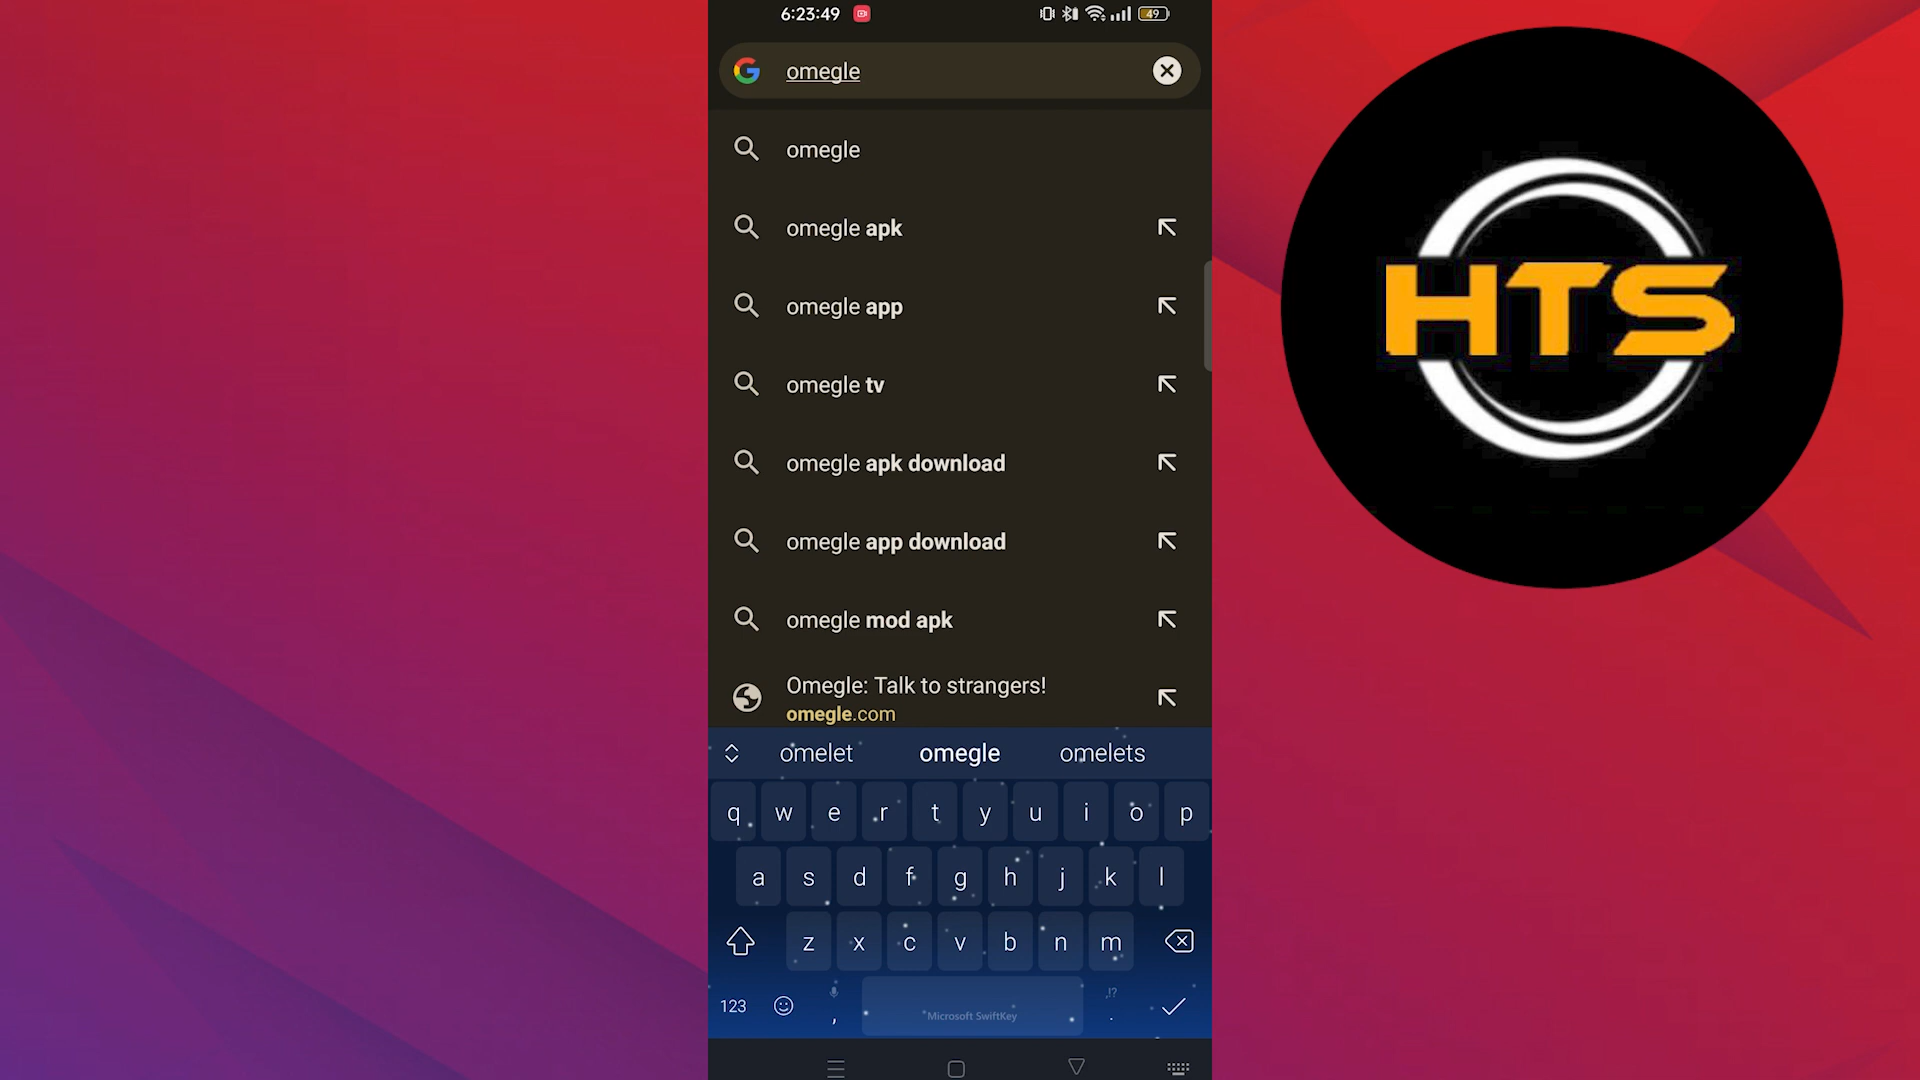 6:23:49
49
omegle
omegle
omegle apk
omegle app
omegle tv
omegle apk download
omegle app download
omegle mod apk
Omegle: Talk to strangers!
omegle.com
omelet omegle omelets
q w e r t y u i o p
a s d f g h j k l
z x c v b n m
123 , Microsoft SwiftKey ,!? .
HTS